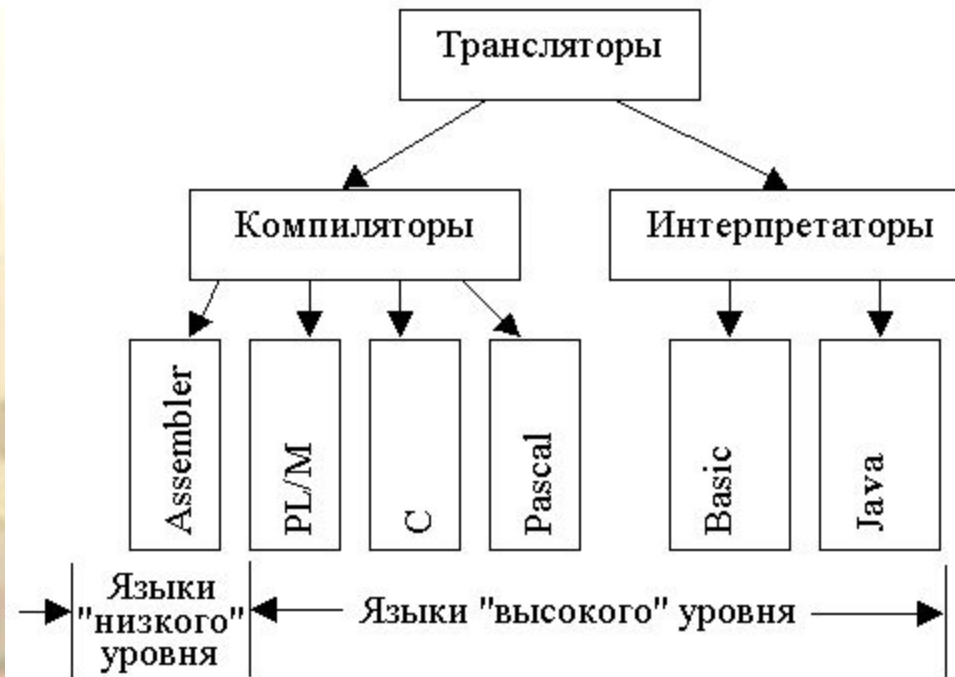 Трансляторы
Компиляторы
Интерпретаторы
Assembler
PL/M
C
Pascal
Basic
Java
Языки
"низкого"
уровня
Языки "высокого" уровня